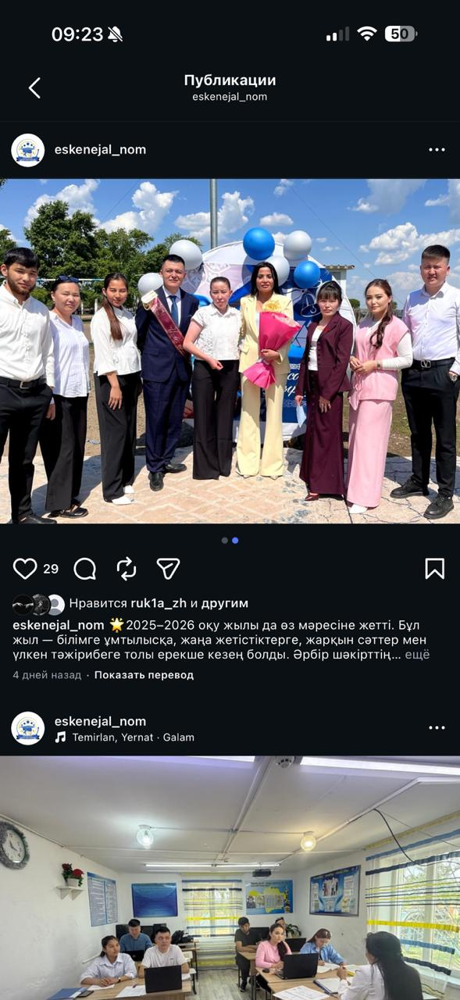 09:23
50
Публикации
eskenejal_nom
eskenejal_nom
29
Нравится ruk1a_zh и другим
eskenejal_nom 🌟2025–2026 оқу жылы да өз мәресіне жетті. Бұл
жыл — білімге ұмтылысқа, жаңа жетістіктерге, жарқын сәттер мен
үлкен тәжірибеге толы ерекше кезең болды. Әрбір шәкірттің... ещё
4 дней назад · Показать перевод
eskenejal_nom
Temirlan, Yernat · Galam